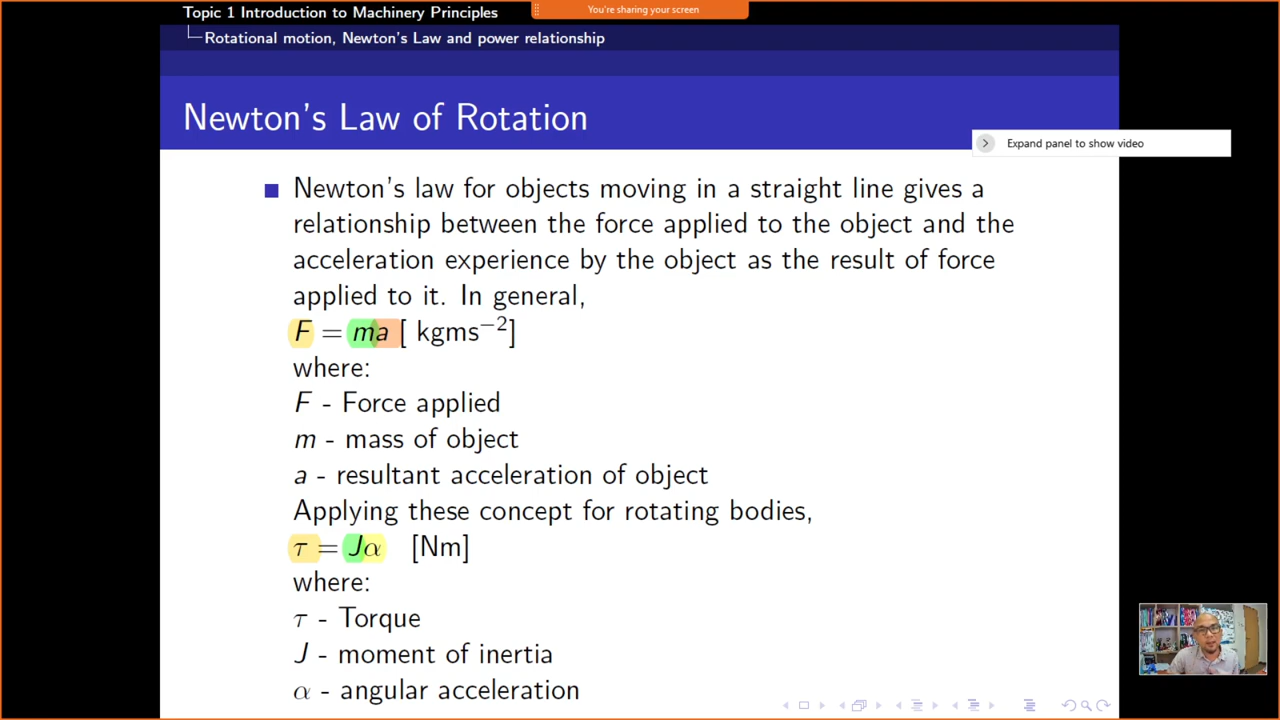 Topic 1 Introduction to Machinery Principles
You're sharing your screen
Rotational motion, Newton's Law and power relationship
Newton's Law of Rotation
Expand panel to show video
Newton's law for objects moving in a straight line gives a
relationship between the force applied to the object and the
acceleration experience by the object as the result of force
applied to it. In general,
F = ma [ kgms⁻²]
where:
F - Force applied
m - mass of object
a - resultant acceleration of object
Applying these concept for rotating bodies,
τ = Jα [Nm]
where:
τ - Torque
J - moment of inertia
α - angular acceleration